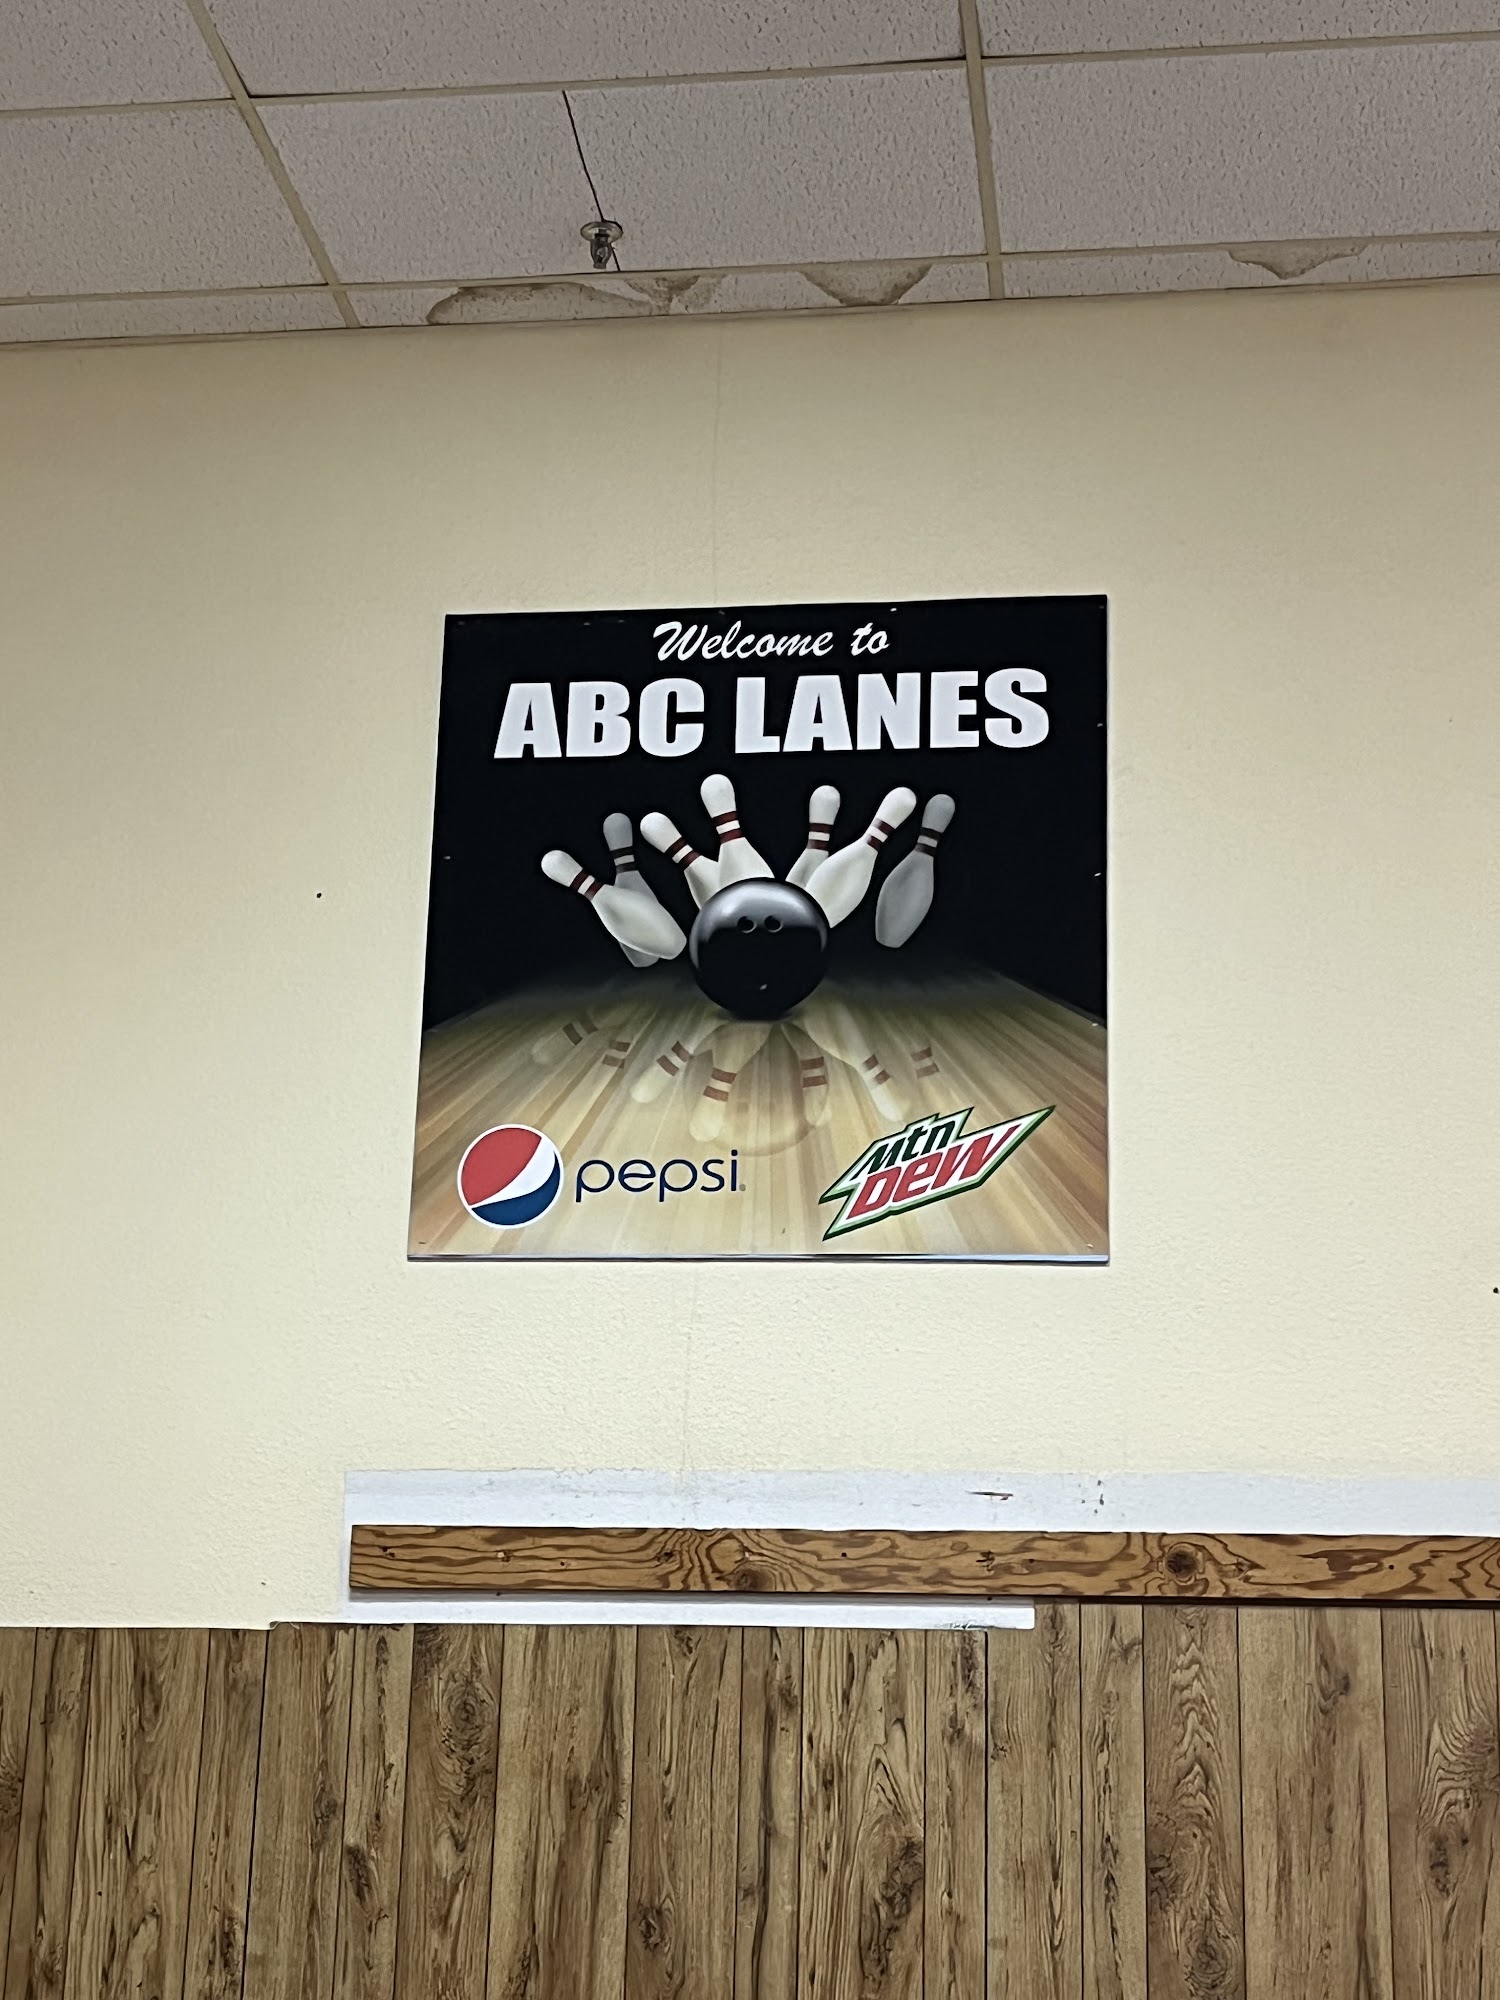 Welcome to
ABC LANES
pepsi
Mtn
Dew